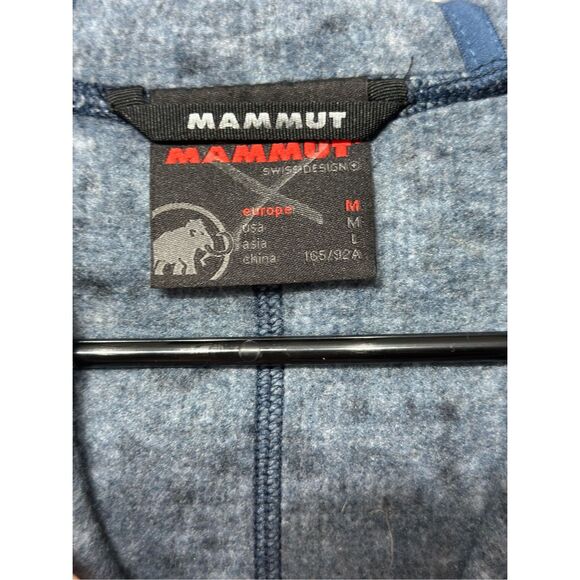 MAMMUT
MAMMUT
SWISS DESIGN
europe M
usa M
asia L
china 165/92A